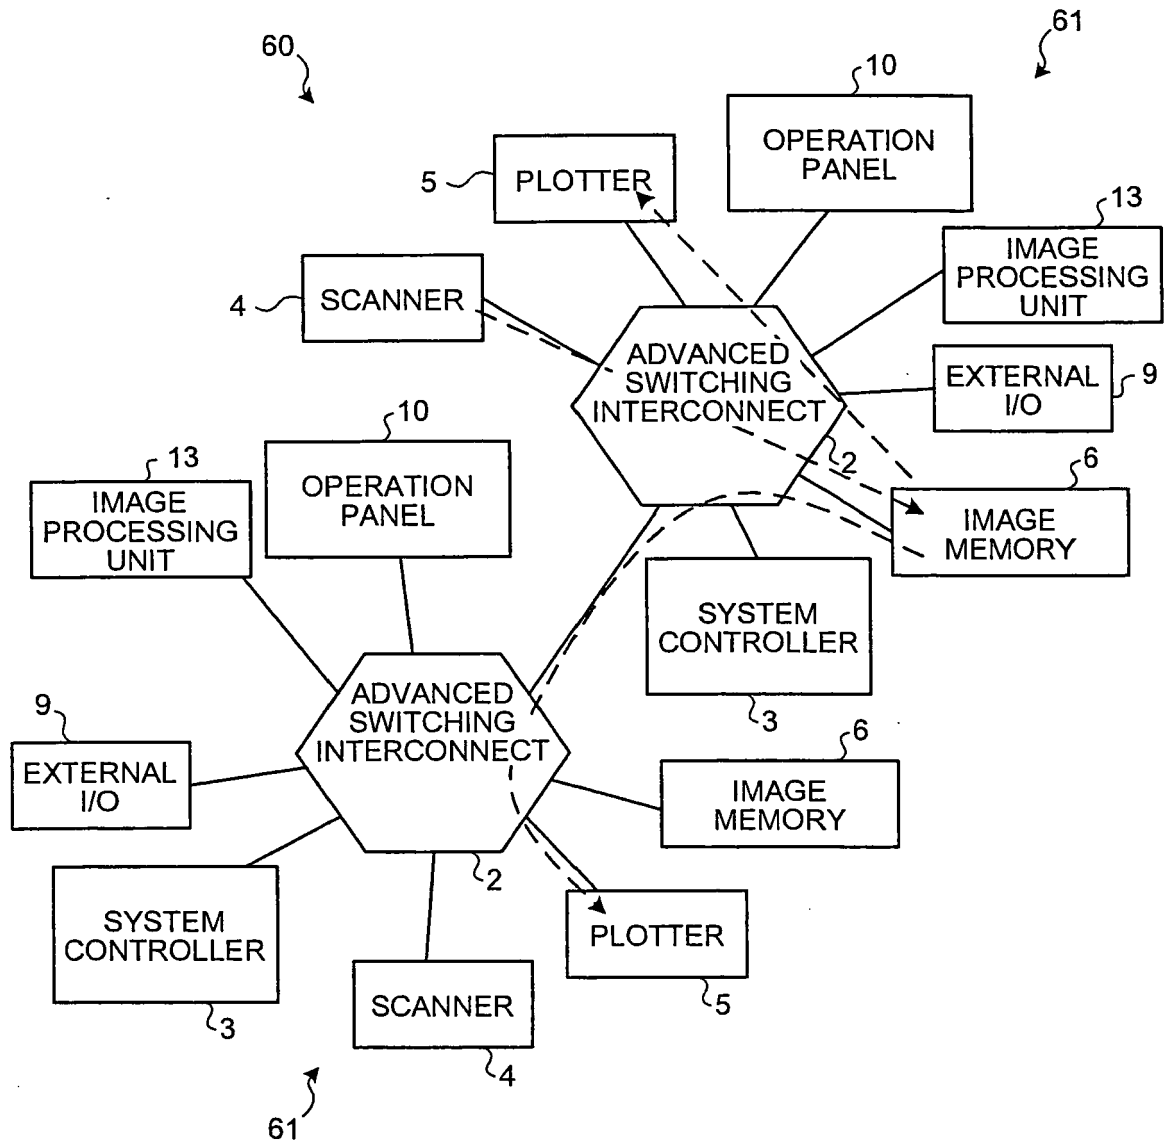 60
61
10
OPERATION
PANEL
5
PLOTTER
13
IMAGE
PROCESSING
UNIT
4
SCANNER
ADVANCED
SWITCHING
INTERCONNECT
2
EXTERNAL
I/O
9
6
IMAGE
MEMORY
10
OPERATION
PANEL
13
IMAGE
PROCESSING
UNIT
SYSTEM
CONTROLLER
3
ADVANCED
SWITCHING
INTERCONNECT
2
9
EXTERNAL
I/O
6
IMAGE
MEMORY
SYSTEM
CONTROLLER
3
PLOTTER
5
SCANNER
4
61